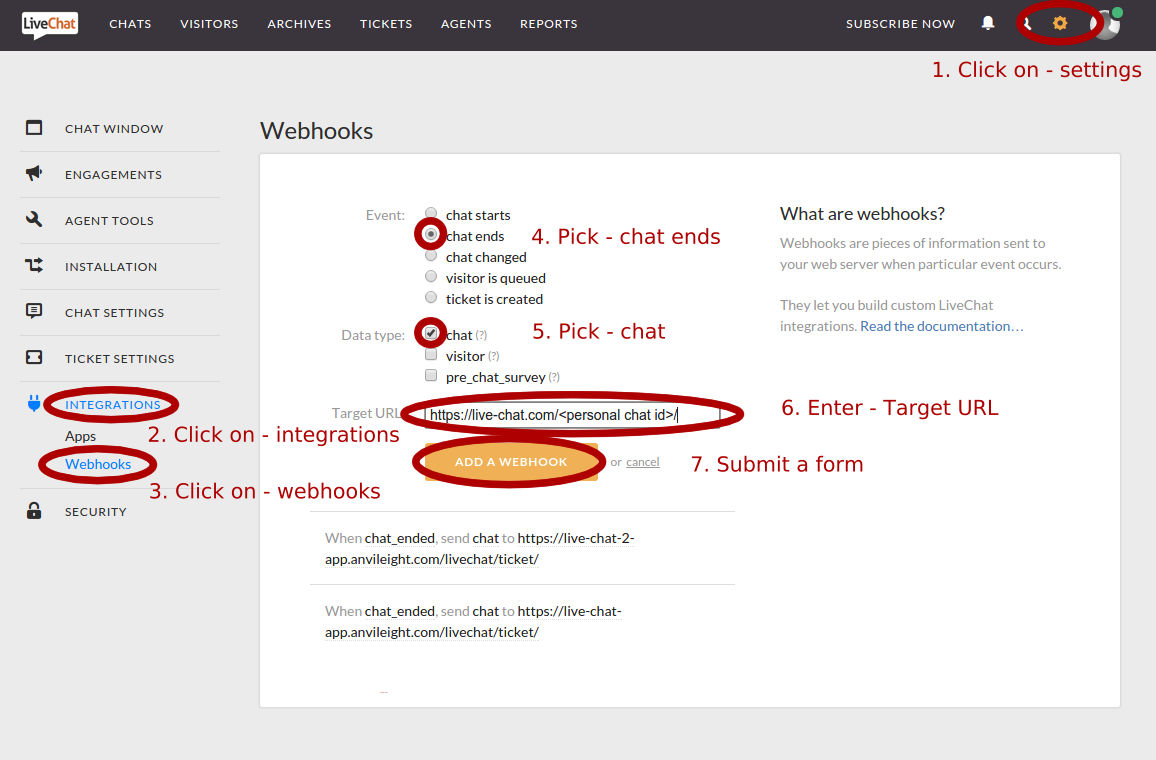 LiveChat CHATS VISITORS ARCHIVES TICKETS AGENTS REPORTS SUBSCRIBE NOW
1. Click on - settings
CHAT WINDOW
ENGAGEMENTS
AGENT TOOLS
INSTALLATION
CHAT SETTINGS
TICKET SETTINGS
INTEGRATIONS
Apps
2. Click on - integrations
Webhooks
3. Click on - webhooks
SECURITY
Webhooks
Event:
chat starts
chat ends
4. Pick - chat ends
chat changed
visitor is queued
ticket is created
Data type:
chat (?)
5. Pick - chat
visitor (?)
pre_chat_survey (?)
Target URL
https://live-chat.com/<personal chat id>/
6. Enter - Target URL
ADD A WEBHOOK or cancel
7. Submit a form
When chat_ended, send chat to https://live-chat-2-
app.anvileight.com/livechat/ticket/
When chat_ended, send chat to https://live-chat-
app.anvileight.com/livechat/ticket/
What are webhooks?
Webhooks are pieces of information sent to
your web server when particular event occurs.
They let you build custom LiveChat
integrations. Read the documentation…